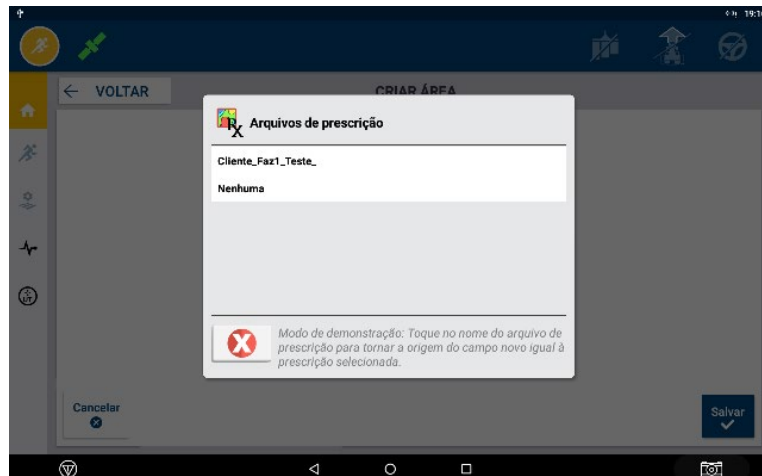 19:1
VOLTAR
CRIAR ÁREA
Rx Arquivos de prescrição
Cliente_Faz1_Teste_
Nenhuma
Modo de demonstração: Toque no nome do arquivo de
prescrição para tornar a origem do campo novo igual à
prescrição selecionada.
Cancelar
Salvar